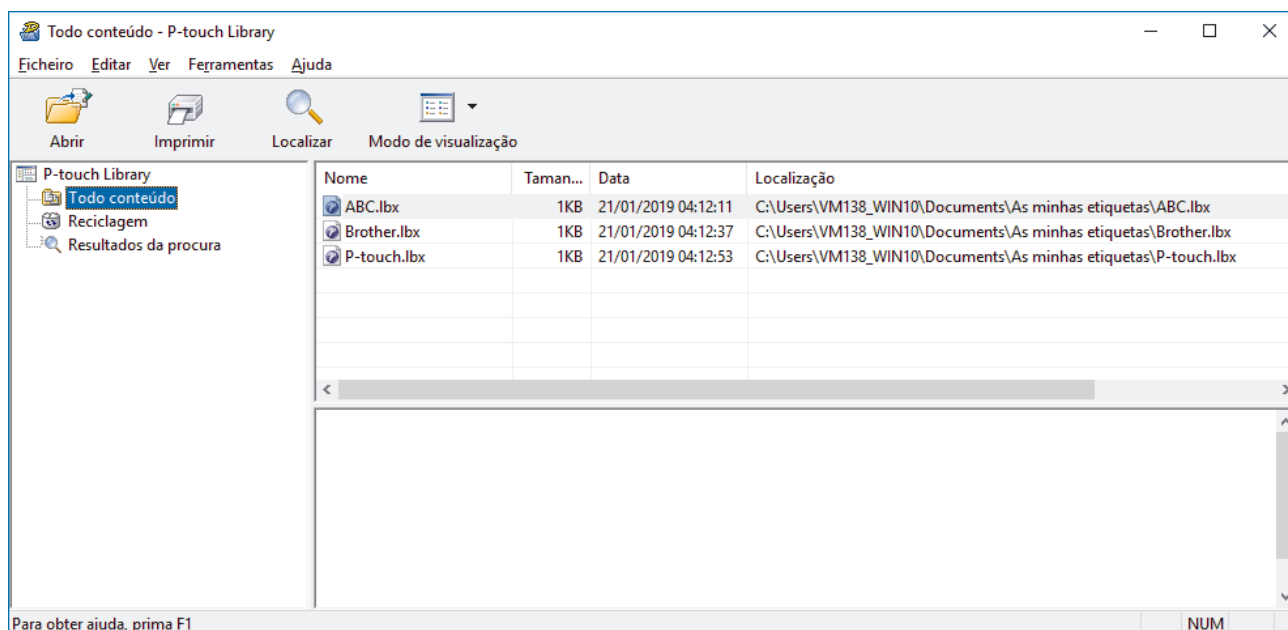 Todo conteúdo - P-touch Library
Ficheiro Editar Ver Ferramentas Ajuda
Abrir Imprimir Localizar Modo de visualização
P-touch Library
Todo conteúdo
Reciclagem
Resultados da procura
Nome Taman... Data Localização
ABC.lbx 1KB 21/01/2019 04:12:11 C:\Users\VM138_WIN10\Documents\As minhas etiquetas\ABC.lbx
Brother.lbx 1KB 21/01/2019 04:12:37 C:\Users\VM138_WIN10\Documents\As minhas etiquetas\Brother.lbx
P-touch.lbx 1KB 21/01/2019 04:12:53 C:\Users\VM138_WIN10\Documents\As minhas etiquetas\P-touch.lbx
Para obter ajuda, prima F1 NUM